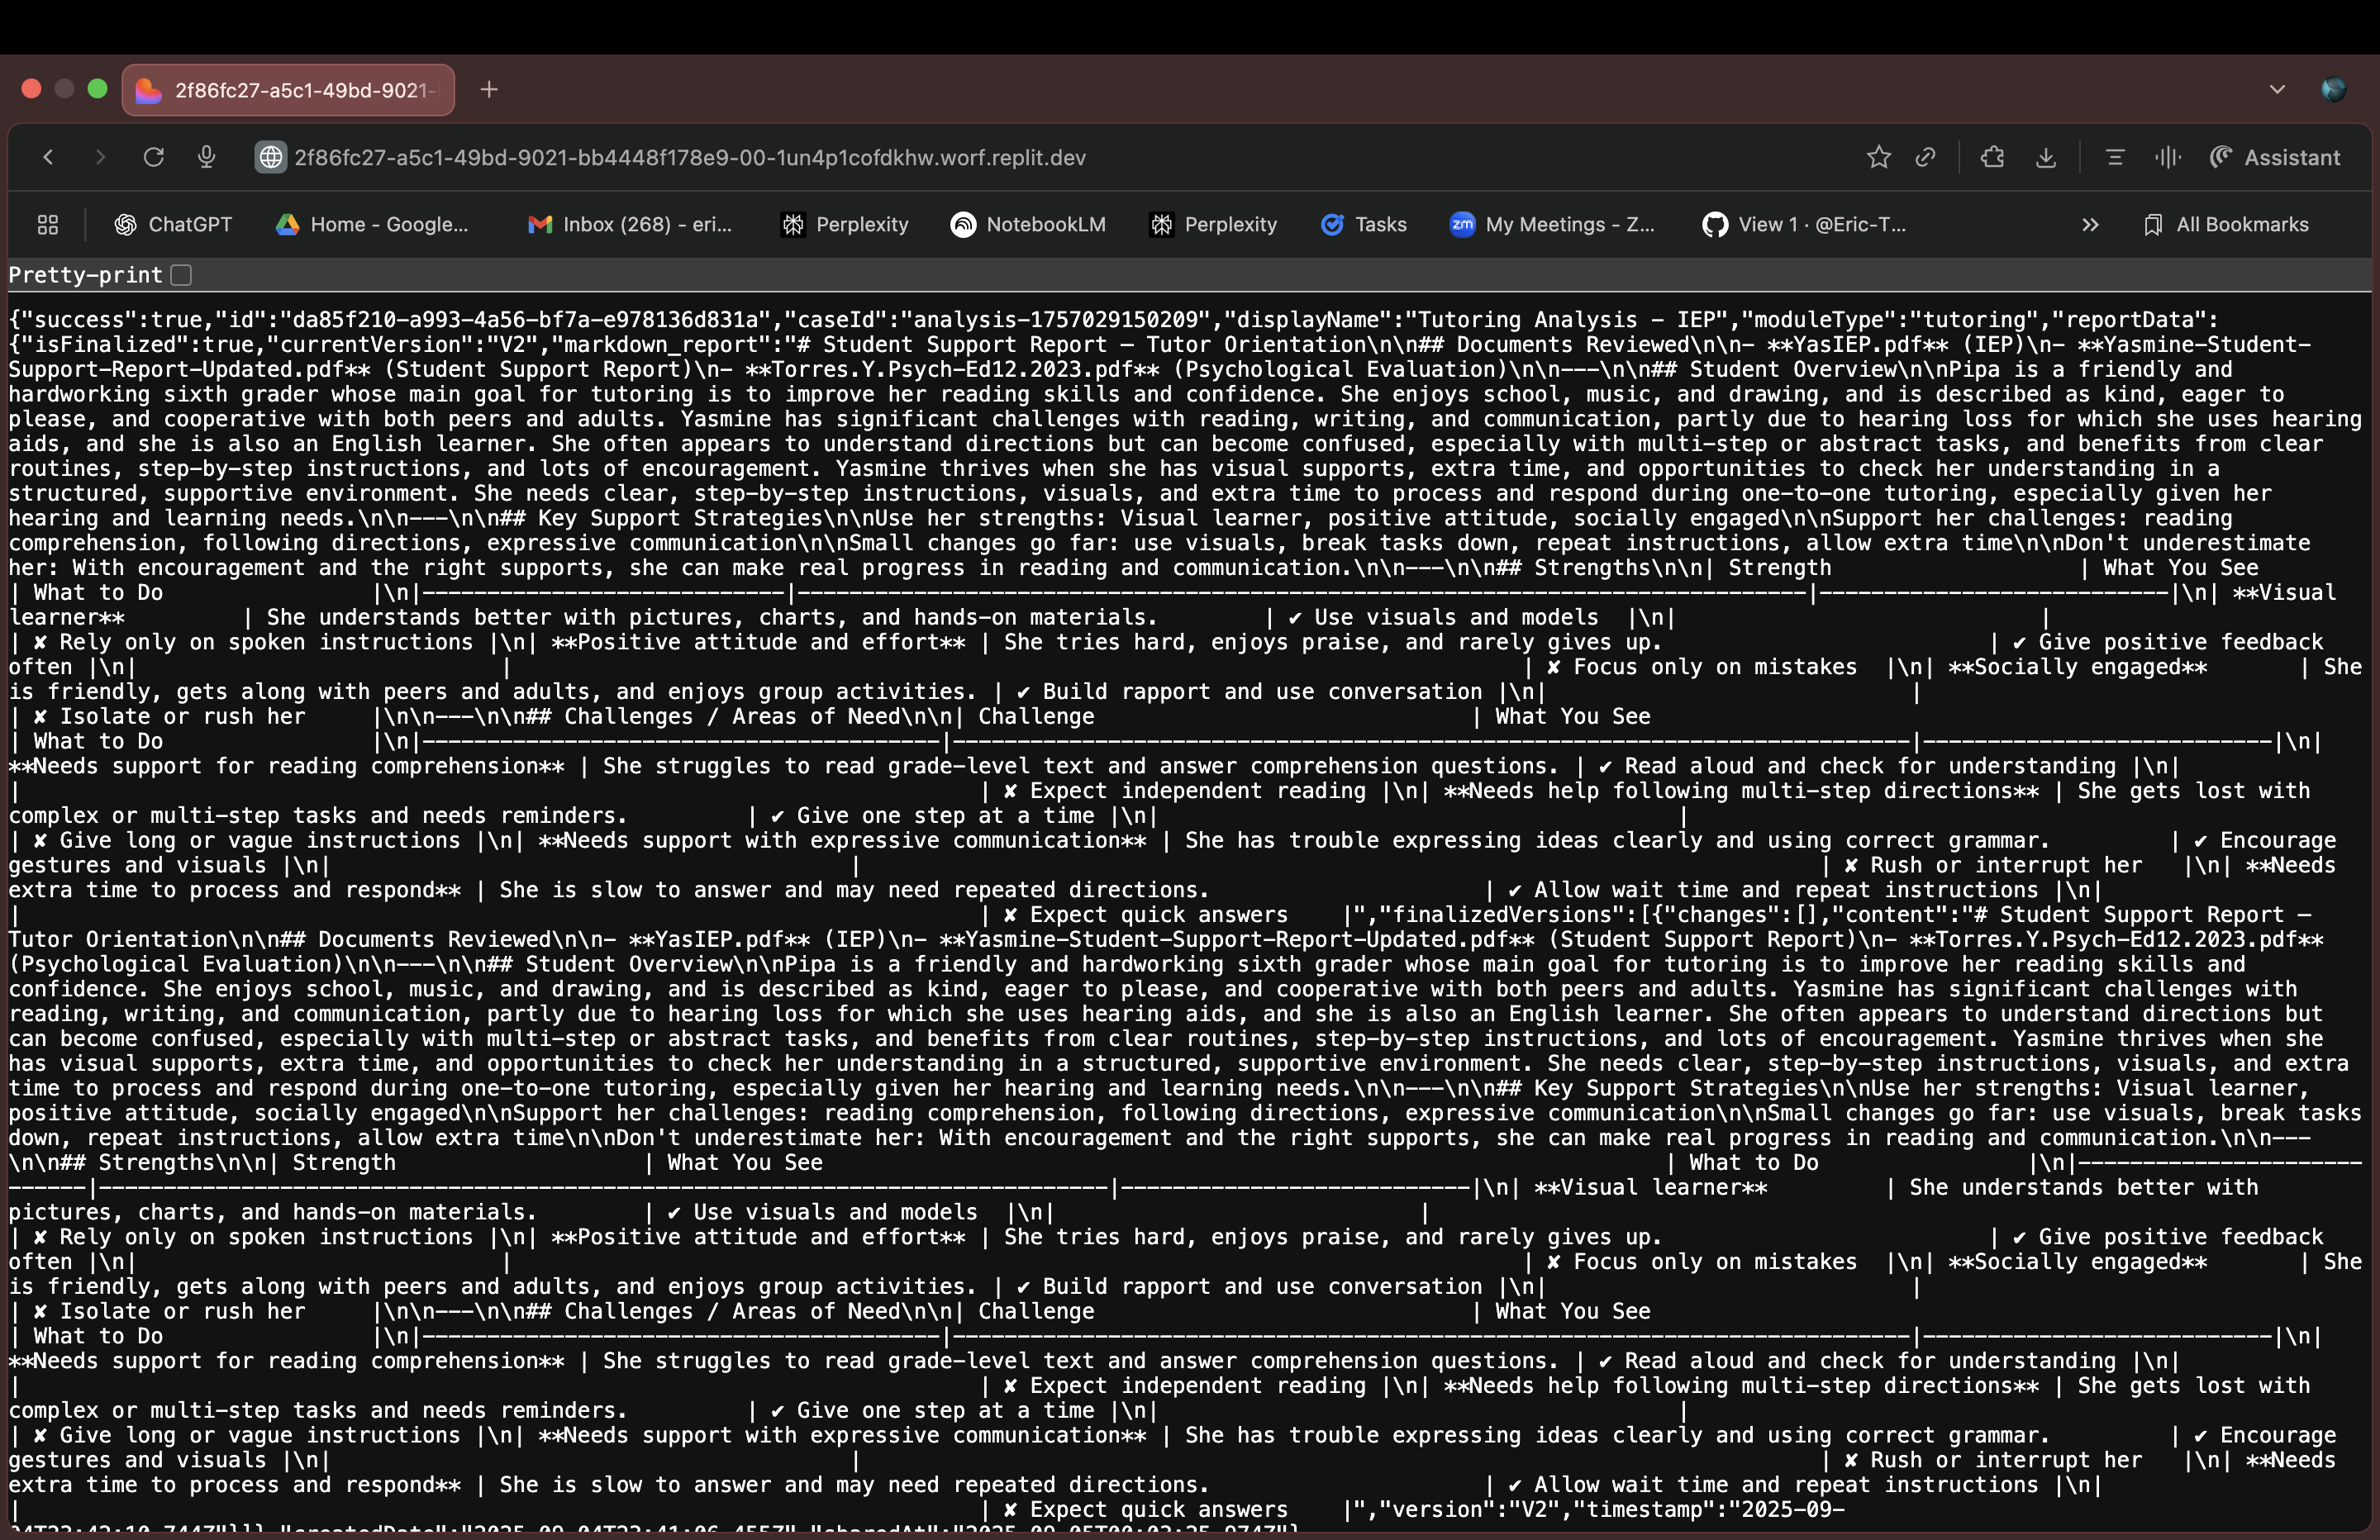 2f86fc27-a5c1-49bd-9021-
2f86fc27-a5c1-49bd-9021-bb4448f178e9-00-1un4p1cofdkhw.worf.replit.dev
Assistant
ChatGPT
Home - Google...
Inbox (268) - eri...
Perplexity
NotebookLM
Perplexity
Tasks
zm My Meetings - Z...
View 1 · @Eric-T...
All Bookmarks
Pretty-print
{"success":true,"id":"da85f210-a993-4a56-bf7a-e978136d831a","caseId":"analysis-1757029150209","displayName":"Tutoring Analysis – IEP","moduleType":"tutoring","reportData":
{"isFinalized":true,"currentVersion":"V2","markdown_report":"# Student Support Report — Tutor Orientation\n\n## Documents Reviewed\n\n- **YasIEP.pdf** (IEP)\n- **Yasmine-Student-
Support-Report-Updated.pdf** (Student Support Report)\n- **Torres.Y.Psych-Ed12.2023.pdf** (Psychological Evaluation)\n\n---\n\n## Student Overview\n\nPipa is a friendly and
hardworking sixth grader whose main goal for tutoring is to improve her reading skills and confidence. She enjoys school, music, and drawing, and is described as kind, eager to
please, and cooperative with both peers and adults. Yasmine has significant challenges with reading, writing, and communication, partly due to hearing loss for which she uses hearing
aids, and she is also an English learner. She often appears to understand directions but can become confused, especially with multi-step or abstract tasks, and benefits from clear
routines, step-by-step instructions, and lots of encouragement. Yasmine thrives when she has visual supports, extra time, and opportunities to check her understanding in a
structured, supportive environment. She needs clear, step-by-step instructions, visuals, and extra time to process and respond during one-to-one tutoring, especially given her
hearing and learning needs.\n\n---\n\n## Key Support Strategies\n\nUse her strengths: Visual learner, positive attitude, socially engaged\n\nSupport her challenges: reading
comprehension, following directions, expressive communication\n\nSmall changes go far: use visuals, break tasks down, repeat instructions, allow extra time\n\nDon't underestimate
her: With encouragement and the right supports, she can make real progress in reading and communication.\n\n---\n\n## Strengths\n\n| Strength | What You See
| What to Do |\n|----------------------------|-------------------------------------------------------------------------------|---------------------------|\n| **Visual
learner** | She understands better with pictures, charts, and hands-on materials. | ✔ Use visuals and models |\n| |
| ✘ Rely only on spoken instructions |\n| **Positive attitude and effort** | She tries hard, enjoys praise, and rarely gives up. | ✔ Give positive feedback
often |\n| | | ✘ Focus only on mistakes |\n| **Socially engaged** | She
is friendly, gets along with peers and adults, and enjoys group activities. | ✔ Build rapport and use conversation |\n| |
| ✘ Isolate or rush her |\n\n---\n\n## Challenges / Areas of Need\n\n| Challenge | What You See
| What to Do |\n|----------------------------------------|--------------------------------------------------------------------------|---------------------------|\n|
**Needs support for reading comprehension** | She struggles to read grade-level text and answer comprehension questions. | ✔ Read aloud and check for understanding |\n|
| | ✘ Expect independent reading |\n| **Needs help following multi-step directions** | She gets lost with
complex or multi-step tasks and needs reminders. | ✔ Give one step at a time |\n| |
| ✘ Give long or vague instructions |\n| **Needs support with expressive communication** | She has trouble expressing ideas clearly and using correct grammar. | ✔ Encourage
gestures and visuals |\n| | | ✘ Rush or interrupt her |\n| **Needs
extra time to process and respond** | She is slow to answer and may need repeated directions. | ✔ Allow wait time and repeat instructions |\n|
| | ✘ Expect quick answers |","finalizedVersions":[{"changes":[],"content":"# Student Support Report —
Tutor Orientation\n\n## Documents Reviewed\n\n- **YasIEP.pdf** (IEP)\n- **Yasmine-Student-Support-Report-Updated.pdf** (Student Support Report)\n- **Torres.Y.Psych-Ed12.2023.pdf**
(Psychological Evaluation)\n\n---\n\n## Student Overview\n\nPipa is a friendly and hardworking sixth grader whose main goal for tutoring is to improve her reading skills and
confidence. She enjoys school, music, and drawing, and is described as kind, eager to please, and cooperative with both peers and adults. Yasmine has significant challenges with
reading, writing, and communication, partly due to hearing loss for which she uses hearing aids, and she is also an English learner. She often appears to understand directions but
can become confused, especially with multi-step or abstract tasks, and benefits from clear routines, step-by-step instructions, and lots of encouragement. Yasmine thrives when she
has visual supports, extra time, and opportunities to check her understanding in a structured, supportive environment. She needs clear, step-by-step instructions, visuals, and extra
time to process and respond during one-to-one tutoring, especially given her hearing and learning needs.\n\n---\n\n## Key Support Strategies\n\nUse her strengths: Visual learner,
positive attitude, socially engaged\n\nSupport her challenges: reading comprehension, following directions, expressive communication\n\nSmall changes go far: use visuals, break tasks
down, repeat instructions, allow extra time\n\nDon't underestimate her: With encouragement and the right supports, she can make real progress in reading and communication.\n\n---
\n\n## Strengths\n\n| Strength | What You See | What to Do |\n|----------------------
------|-------------------------------------------------------------------------------|---------------------------|\n| **Visual learner** | She understands better with
pictures, charts, and hands-on materials. | ✔ Use visuals and models |\n| |
| ✘ Rely only on spoken instructions |\n| **Positive attitude and effort** | She tries hard, enjoys praise, and rarely gives up. | ✔ Give positive feedback
often |\n| | | ✘ Focus only on mistakes |\n| **Socially engaged** | She
is friendly, gets along with peers and adults, and enjoys group activities. | ✔ Build rapport and use conversation |\n| |
| ✘ Isolate or rush her |\n\n---\n\n## Challenges / Areas of Need\n\n| Challenge | What You See
| What to Do |\n|----------------------------------------|--------------------------------------------------------------------------|---------------------------|\n|
**Needs support for reading comprehension** | She struggles to read grade-level text and answer comprehension questions. | ✔ Read aloud and check for understanding |\n|
| | ✘ Expect independent reading |\n| **Needs help following multi-step directions** | She gets lost with
complex or multi-step tasks and needs reminders. | ✔ Give one step at a time |\n| |
| ✘ Give long or vague instructions |\n| **Needs support with expressive communication** | She has trouble expressing ideas clearly and using correct grammar. | ✔ Encourage
gestures and visuals |\n| | | ✘ Rush or interrupt her |\n| **Needs
extra time to process and respond** | She is slow to answer and may need repeated directions. | ✔ Allow wait time and repeat instructions |\n|
| | ✘ Expect quick answers |","version":"V2","timestamp":"2025-09-
04T23:42:10.744Z"}]},"createdDate":"2025-09-04T23:41:06.455Z","sharedAt":"2025-09-05T00:03:25.974Z"}